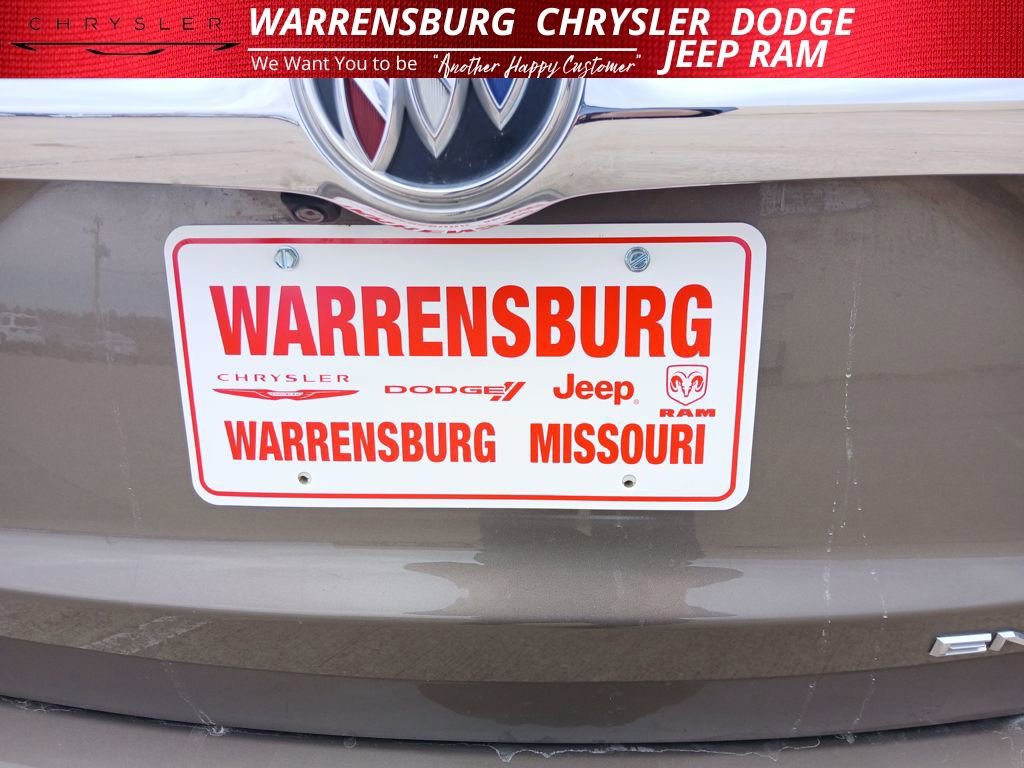 CHRYSLER
WARRENSBURG CHRYSLER DODGE
JEEP RAM
We Want You to be "Another Happy Customer"
WARRENSBURG
CHRYSLER DODGE Jeep RAM
WARRENSBURG MISSOURI